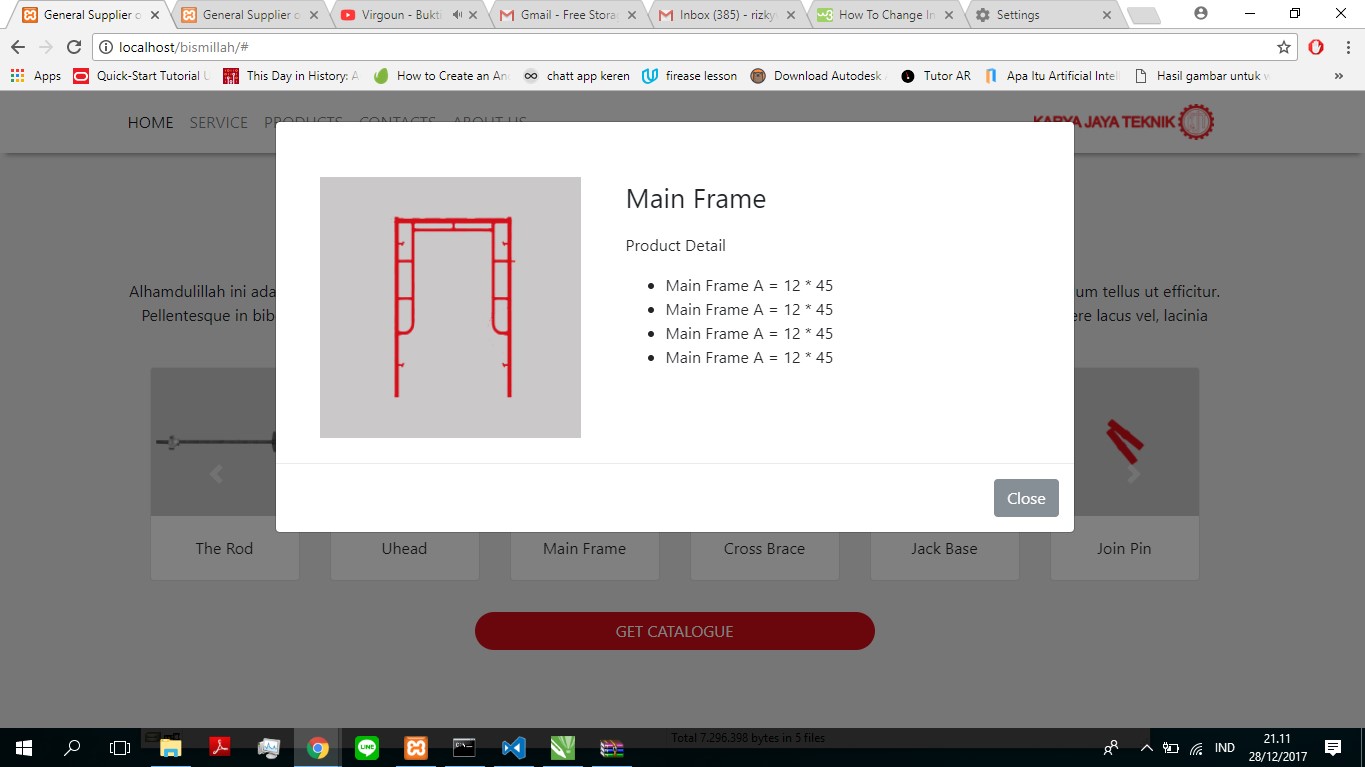 General Supplier o
General Supplier o
Virgoun - Bukti
Gmail - Free Stora
Inbox (385) - rizky
How To Change In
Settings
localhost/bismillah/#
Apps
Quick-Start Tutorial U
This Day in History: A
How to Create an An
chatt app keren
firease lesson
Download Autodesk
Tutor AR
Apa Itu Artificial Intel
Hasil gambar untuk w
»
HOME SERVICE PRODUCTS CONTACTS ABOUT US
KARYA JAYA TEKNIK
Main Frame
Product Detail
• Main Frame A = 12 * 45
• Main Frame A = 12 * 45
• Main Frame A = 12 * 45
• Main Frame A = 12 * 45
Alhamdulillah ini ada
um tellus ut efficitur.
Pellentesque in bib
ere lacus vel, lacinia
Close
The Rod
Uhead
Main Frame
Cross Brace
Jack Base
Join Pin
GET CATALOGUE
Total 7.296.398 bytes in 5 files
LINE
IND
21.11
28/12/2017